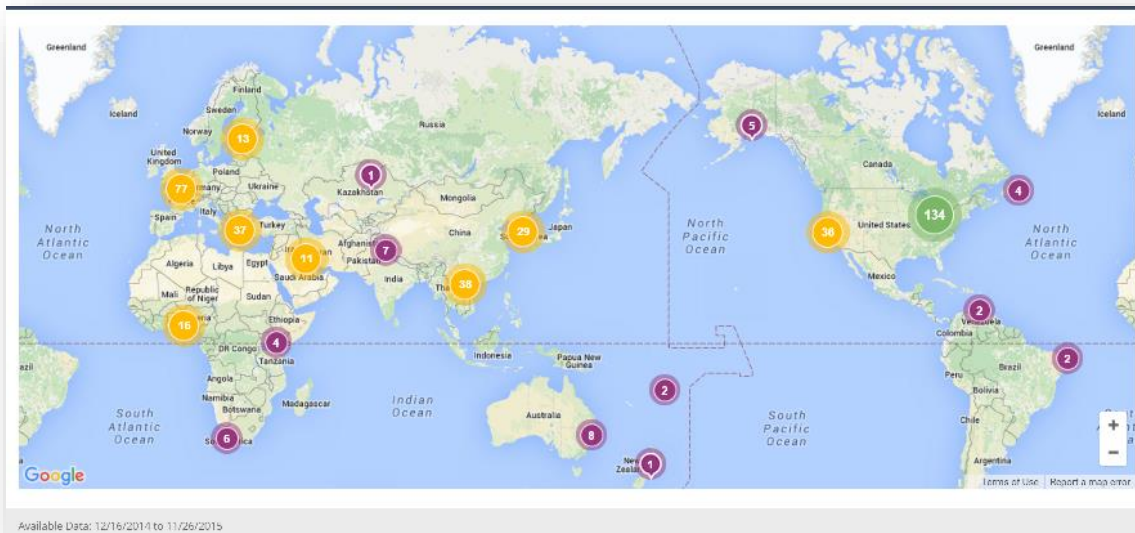 Greenland
Greenland
Iceland
Iceland
Finland
Sweden
Norway
Russia
United
Kingdom
Poland
Ukraine
Spain
Italy
Turkey
Kazakhstan
Mongolia
China
Japan
Afghanistan
Pakistan
India
Algeria
Libya
Egypt
Saudi Arabia
Mali
Republic
of Niger
Sudan
Ethiopia
DR Congo
Tanzania
Angola
Namibia
Botswana
Madagascar
Indonesia
Papua New
Guinea
Australia
Canada
United States
Mexico
Venezuela
Colombia
Peru
Brazil
Bolivia
Chile
Argentina
North
Atlantic
Ocean
North
Pacific
Ocean
North
Atlantic
Ocean
South
Atlantic
Ocean
Indian
Ocean
South
Pacific
Ocean
13
77
37
11
16
4
6
1
7
38
29
8
2
1
5
36
134
4
2
2
+
−
Google
Terms of Use
Report a map error
Available Data: 12/16/2014 to 11/26/2015